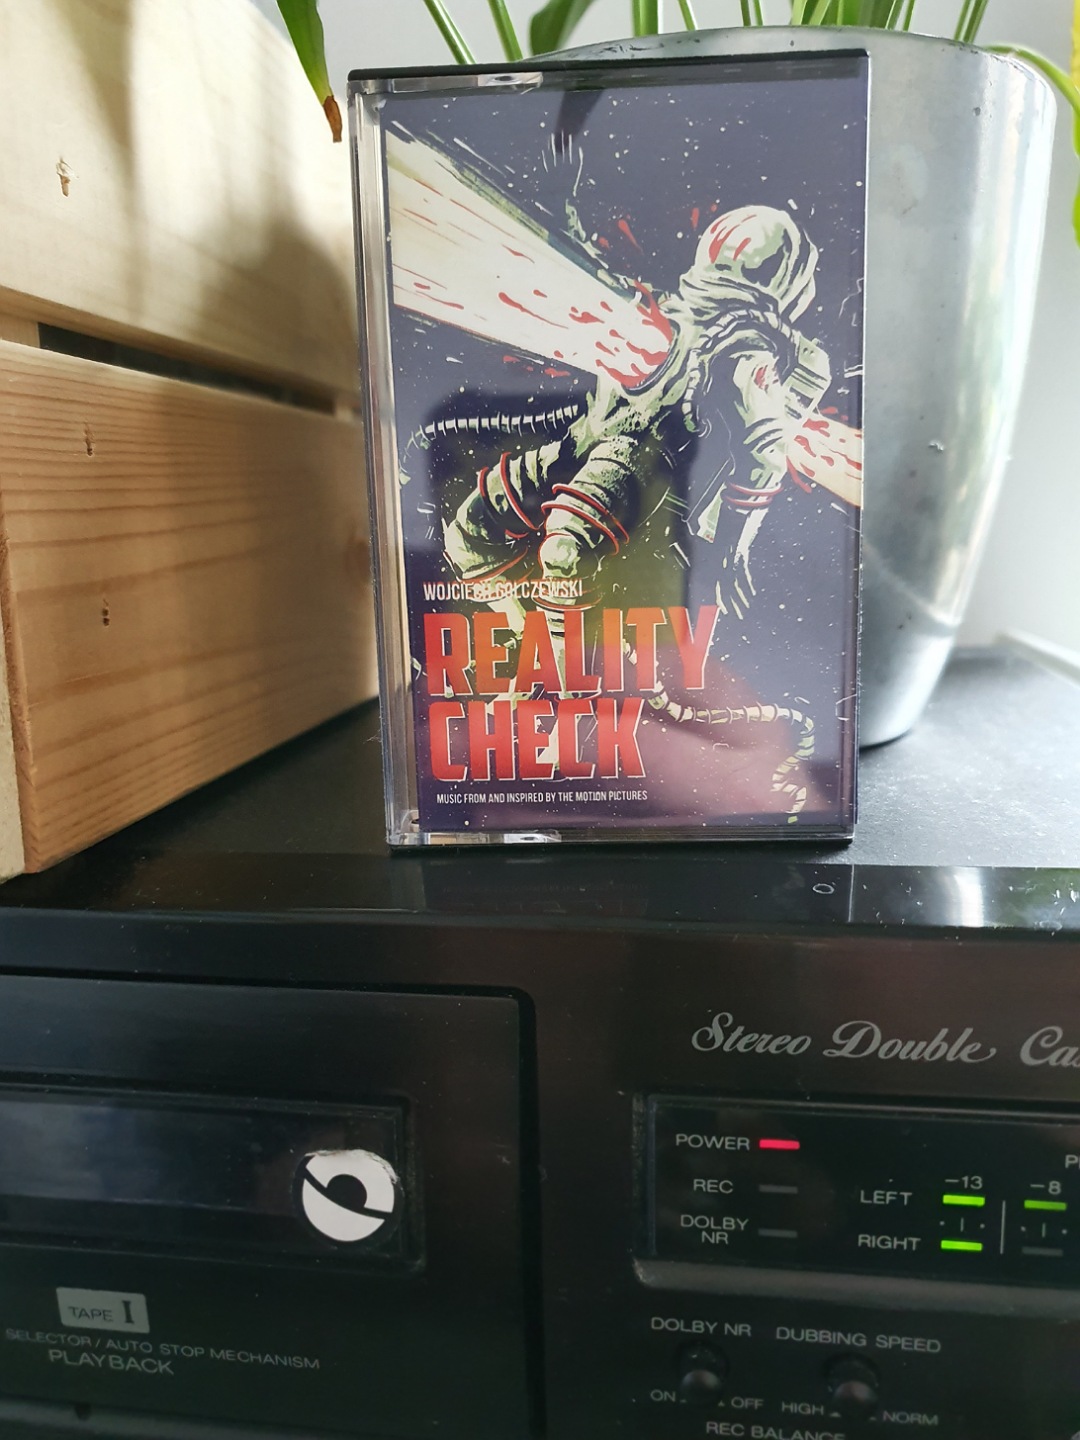 WOJCIECH GOLCZEWSKI
REALITY
CHECK
MUSIC FROM AND INSPIRED BY THE MOTION PICTURES
Stereo Double
POWER
REC
DOLBY
NR
-13
-8
LEFT
RIGHT
TAPE I
SELECTOR / AUTO STOP MECHANISM
PLAYBACK
DOLBY NR
DUBBING SPEED
ON
OFF
HIGH
NORM
REC BALANCE